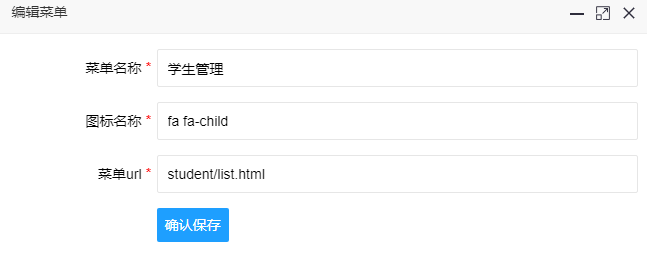 编辑菜单
菜单名称 * 学生管理
图标名称 * fa fa-child
菜单url * student/list.html
确认保存